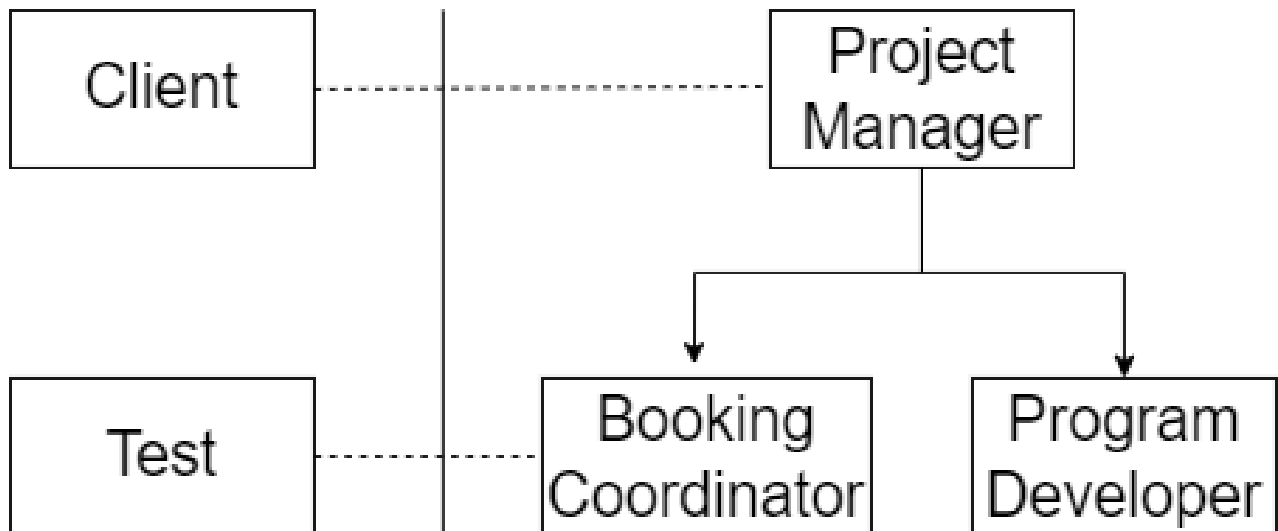 Client
Project
Manager
Test
Booking
Coordinator
Program
Developer